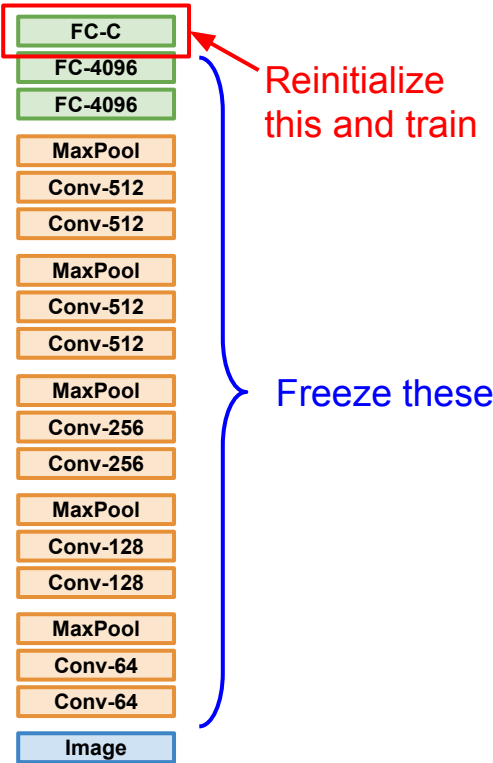 FC-C
FC-4096
FC-4096
Reinitialize
this and train
MaxPool
Conv-512
Conv-512
MaxPool
Conv-512
Conv-512
MaxPool
Conv-256
Conv-256
Freeze these
MaxPool
Conv-128
Conv-128
MaxPool
Conv-64
Conv-64
Image